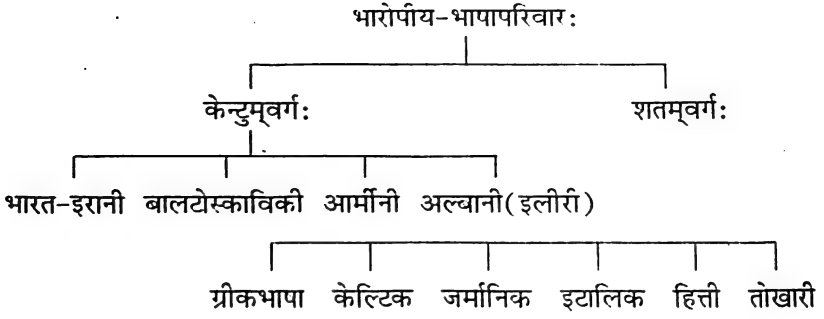 भारोपीय-भाषापरिवार:
केन्टुम्‌वर्ग: शतम्‌वर्ग:
भारत-इरानी बालटोस्काविकी आर्मीनी अल्बानी(इलीरी)
ग्रीकभाषा केल्टिक जर्मानिक इटालिक हित्ती तोखारी